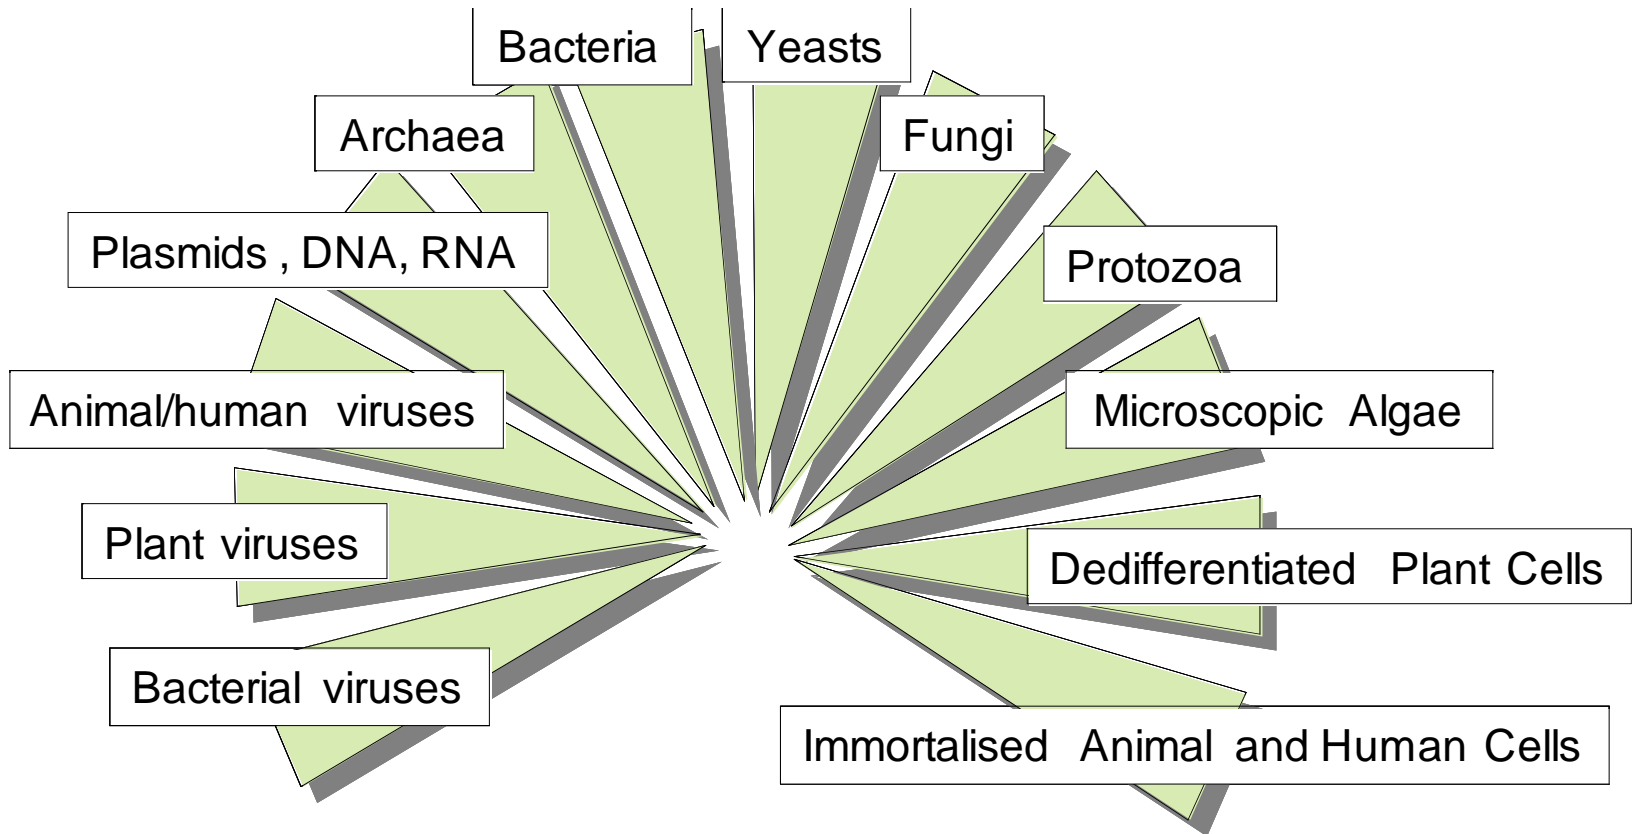 Bacteria
Yeasts
Archaea
Fungi
Plasmids , DNA, RNA
Protozoa
Animal/human viruses
Microscopic Algae
Plant viruses
Dedifferentiated Plant Cells
Bacterial viruses
Immortalised Animal and Human Cells